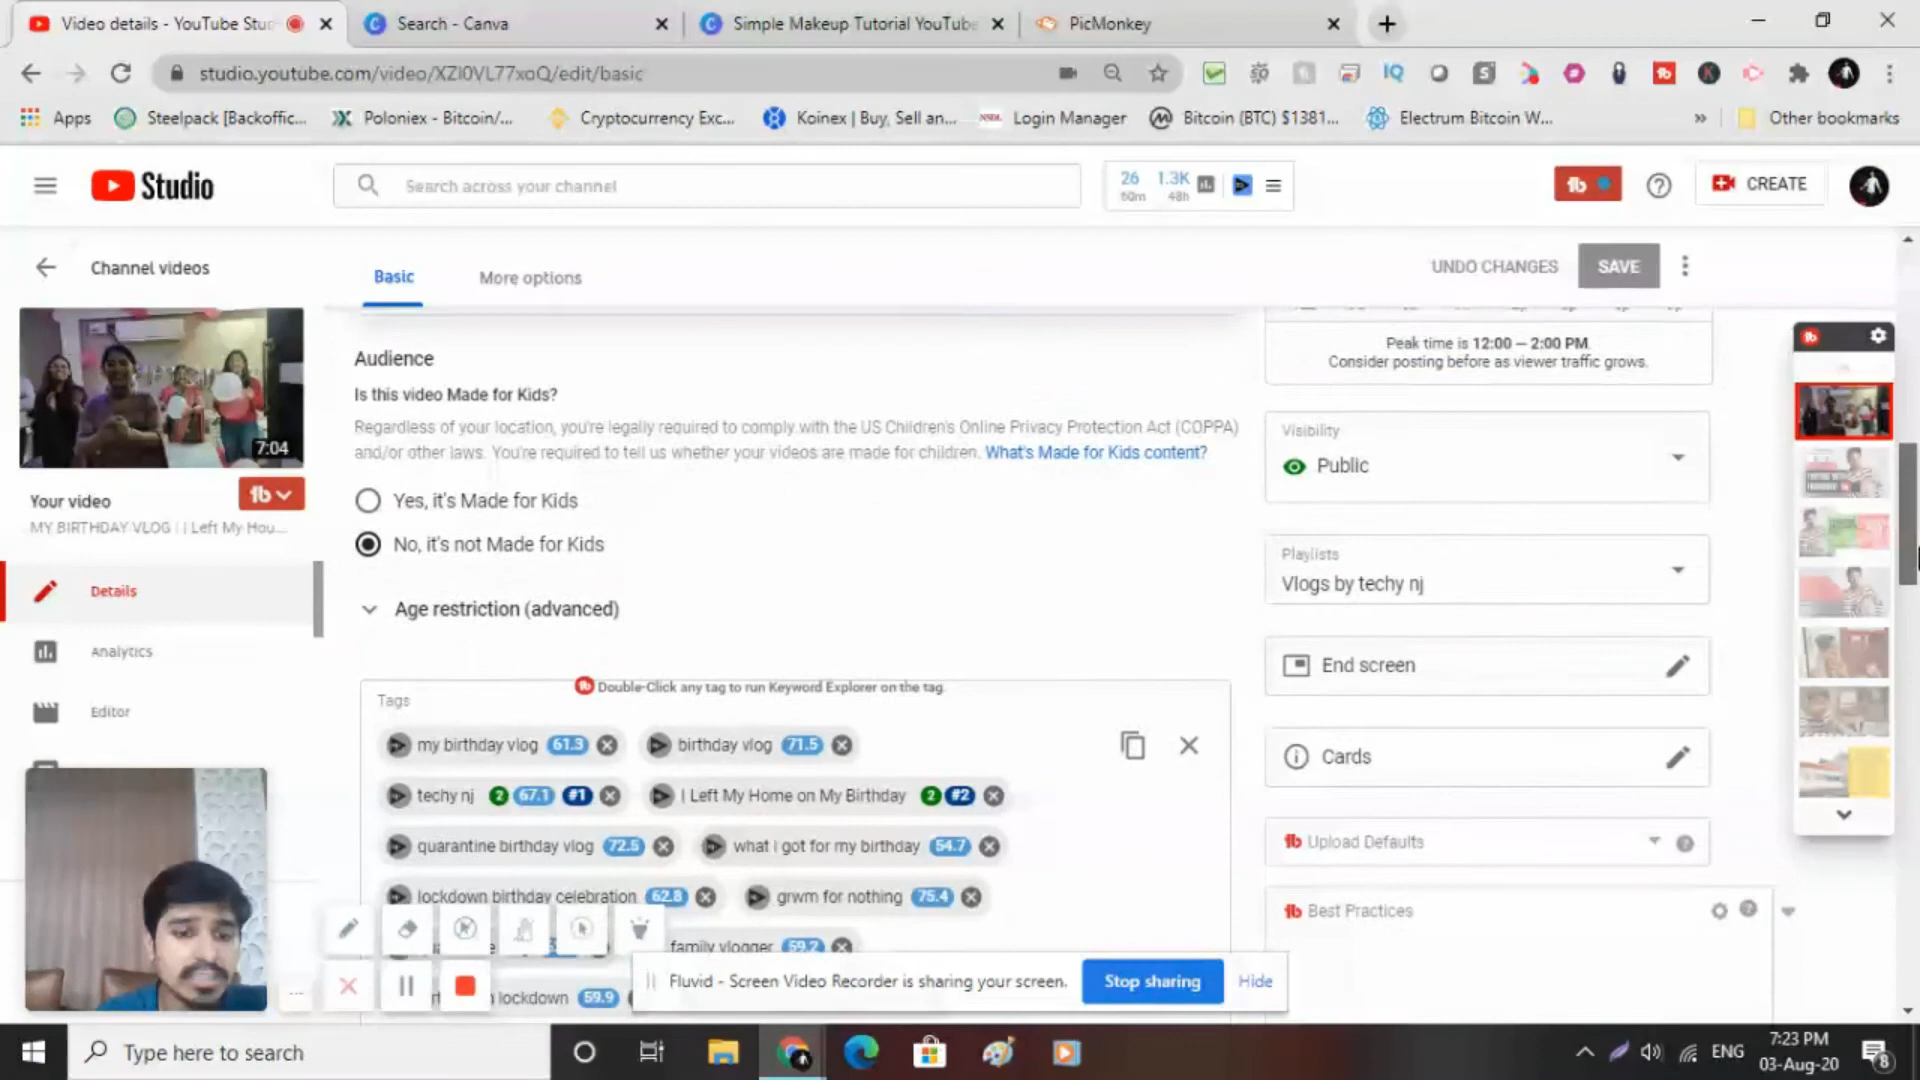 Video details - YouTube Stu
Search - Canva
Simple Makeup Tutorial YouTube
PicMonkey
studio.youtube.com/video/XZI0VL77xoQ/edit/basic
Apps
Steelpack [Backoffic...
Poloniex - Bitcoin/...
Cryptocurrency Exc...
Koinex | Buy, Sell an...
Login Manager
Bitcoin (BTC) $1381...
Electrum Bitcoin W...
Other bookmarks
Studio
Search across your channel
26 1.3K
60m 48h
CREATE
Channel videos
Basic
More options
UNDO CHANGES
SAVE
7:04
Your video
MY BIRTHDAY VLOG | I Left My Hou...
Details
Analytics
Editor
Audience
Is this video Made for Kids?
Regardless of your location, you're legally required to comply with the US Children's Online Privacy Protection Act (COPPA)
and/or other laws. You're required to tell us whether your videos are made for children. What's Made for Kids content?
Yes, it's Made for Kids
No, it's not Made for Kids
Age restriction (advanced)
Double-Click any tag to run Keyword Explorer on the tag.
Tags
my birthday vlog 61.3
birthday vlog 71.5
techy nj 2 67.1 #1
I Left My Home on My Birthday 2 #2
quarantine birthday vlog 72.5
what i got for my birthday 54.7
lockdown birthday celebration 62.8
grwm for nothing 75.4
family vlogger 59.2
lockdown 59.9
Peak time is 12:00 – 2:00 PM.
Consider posting before as viewer traffic grows.
Visibility
Public
Playlists
Vlogs by techy nj
End screen
Cards
Upload Defaults
Best Practices
Fluvid - Screen Video Recorder is sharing your screen.
Stop sharing
Hide
Type here to search
ENG
7:23 PM
03-Aug-20
8